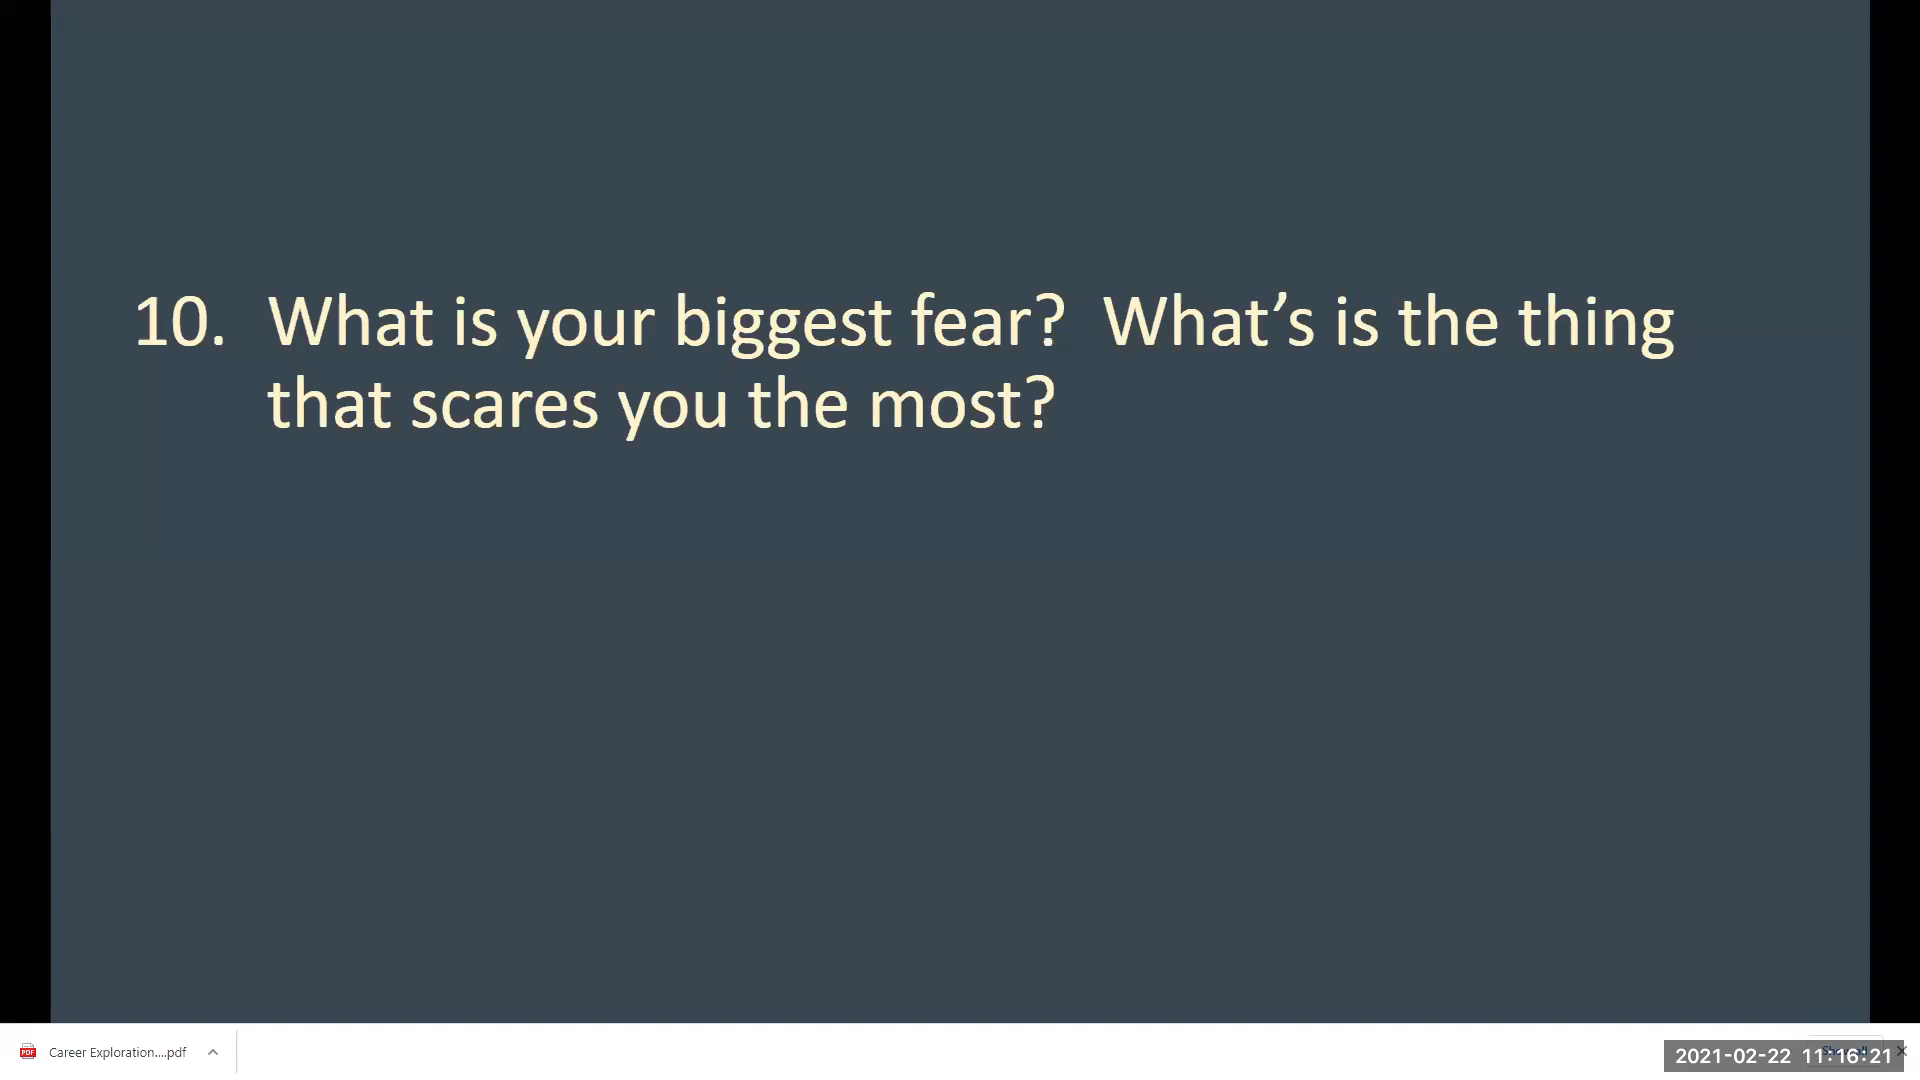 10. What is your biggest fear?  What’s is the thing
that scares you the most?
PDF
Career Exploration....pdf
2021-02-22 11:16:21